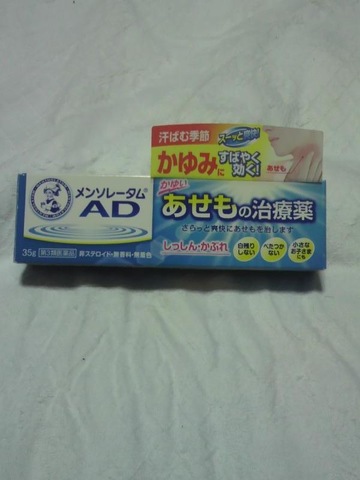 汗ばむ季節
スーッと爽快
かゆみに
すばやく
効く!
あせも
メンソレータム
AD
かゆい
あせもの治療薬
さらっと爽快にあせもを治します
しっしん・かぶれ
白残り
しない
べたつか
ない
小さな
お子さま
にも
35g
第3類医薬品
非ステロイド・無香料・無着色